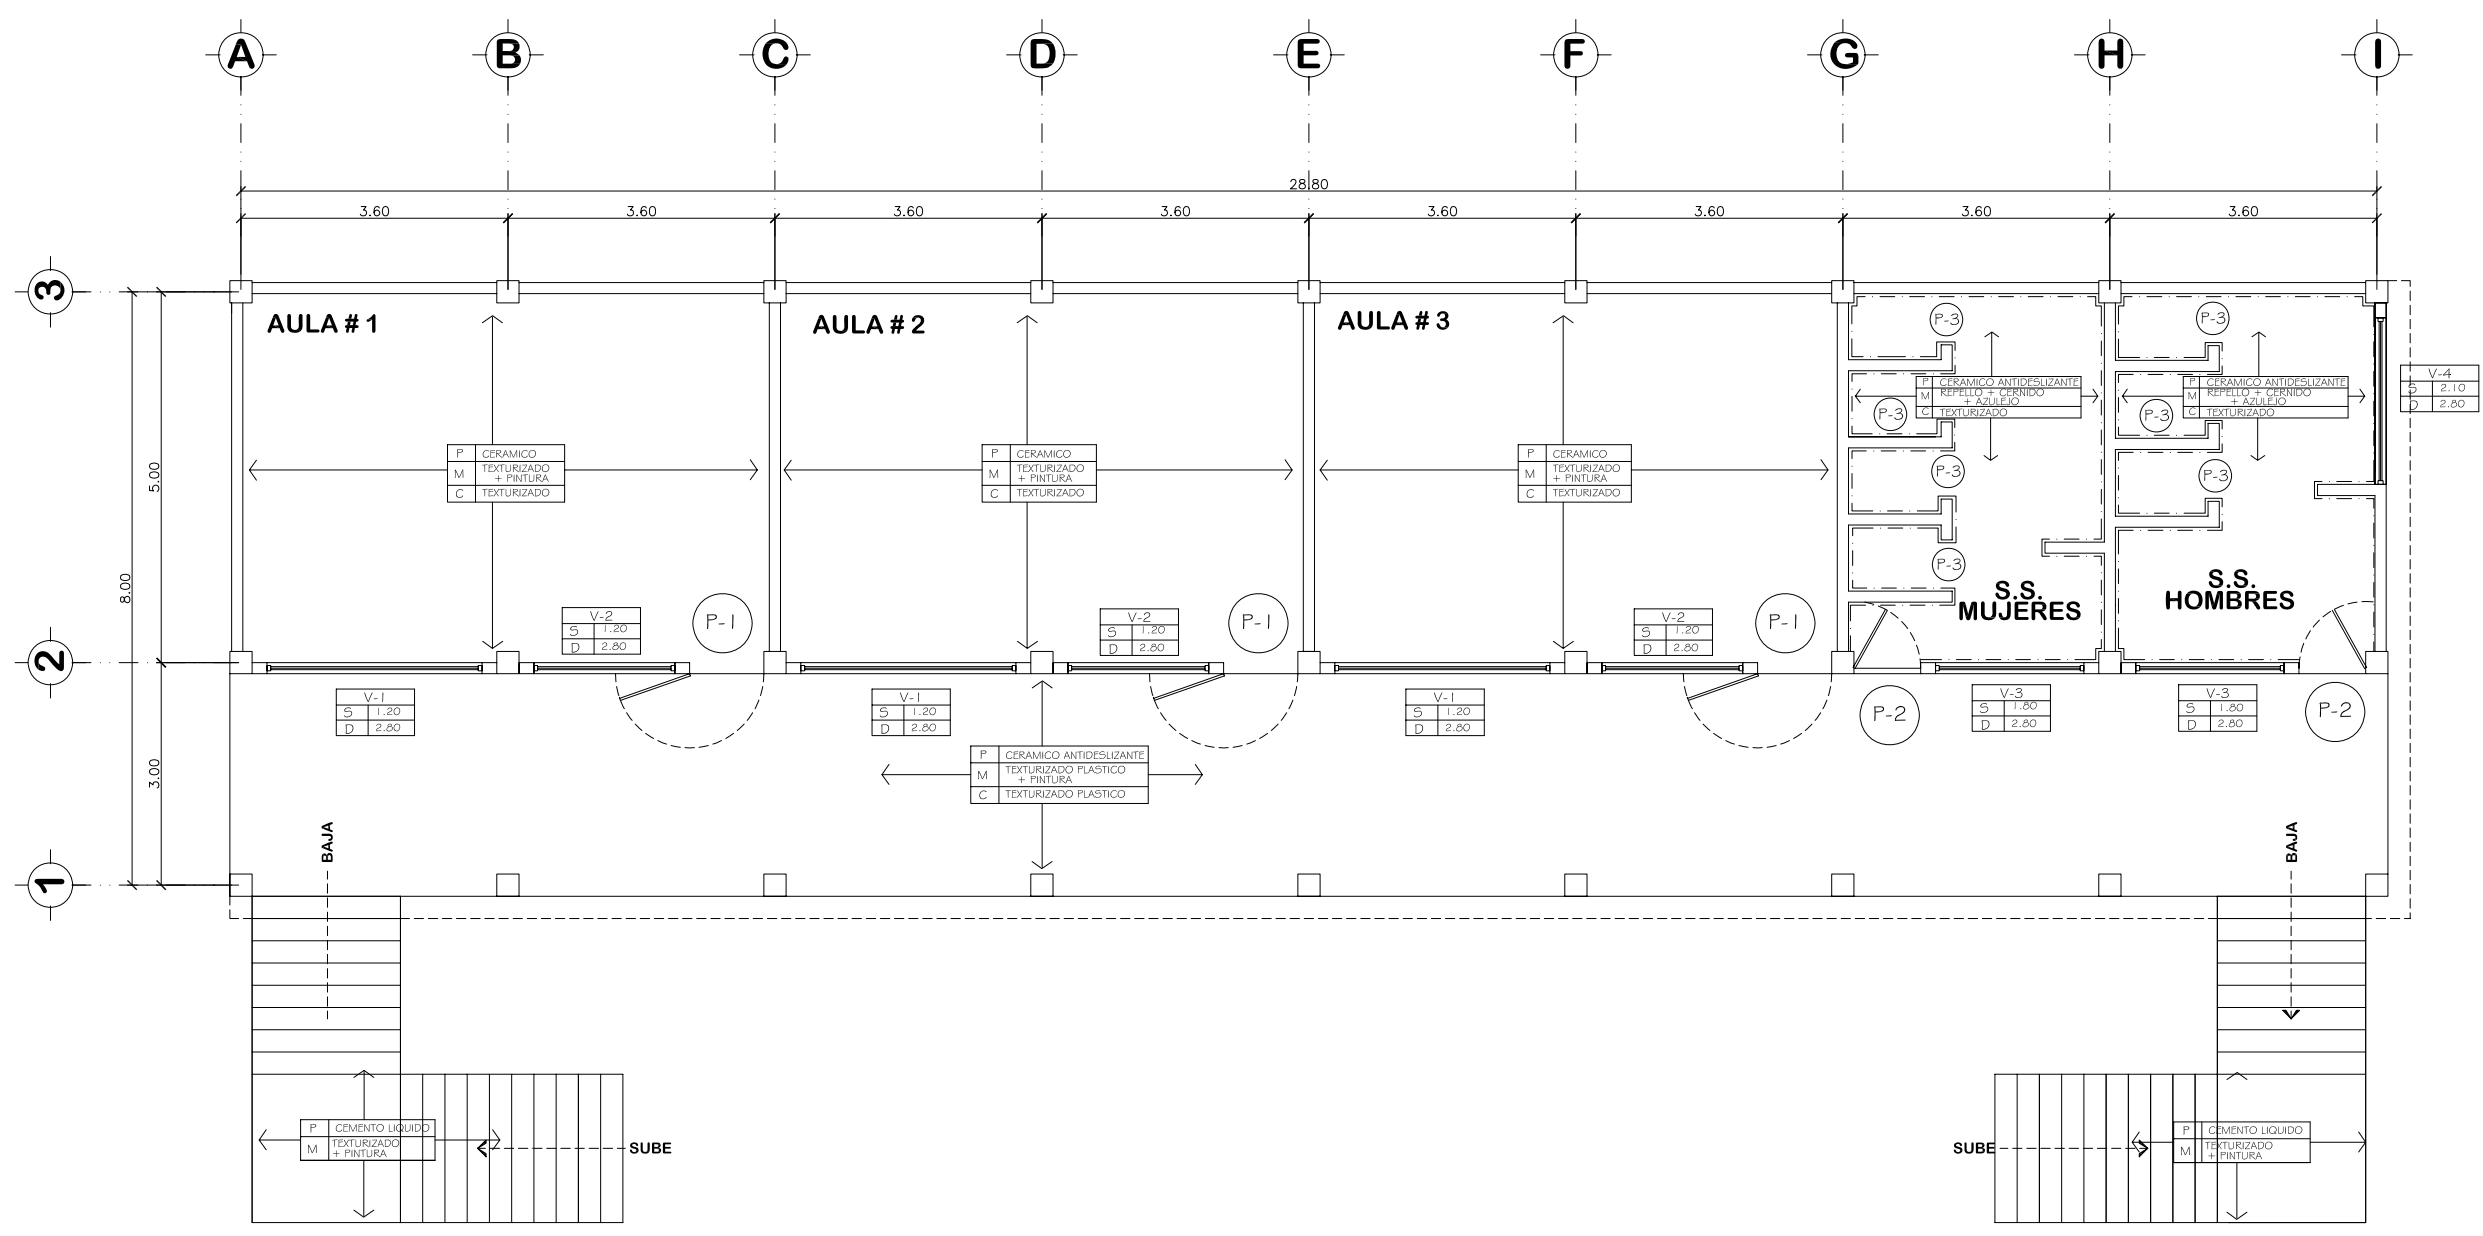 A B C D E F G H I
28.80
3.60 3.60 3.60 3.60 3.60 3.60 3.60 3.60
3
AULA # 1
AULA # 2
AULA # 3
P-3
P-3
V-4
S 2.10
D 2.80
P CERAMICO ANTIDESLIZANTE
M REPELLO + CERNIDO
+ AZULEJO
C TEXTURIZADO
P CERAMICO ANTIDESLIZANTE
M REPELLO + CERNIDO
+ AZULEJO
C TEXTURIZADO
P-3
P-3
P CERAMICO
M TEXTURIZADO
+ PINTURA
C TEXTURIZADO
P CERAMICO
M TEXTURIZADO
+ PINTURA
C TEXTURIZADO
P CERAMICO
M TEXTURIZADO
+ PINTURA
C TEXTURIZADO
P-3
P-3
5.00
8.00
P-3
S.S.
MUJERES
S.S.
HOMBRES
V-2
S 1.20
D 2.80
P-1
V-2
S 1.20
D 2.80
P-1
V-2
S 1.20
D 2.80
P-1
2
V-1
S 1.20
D 2.80
V-1
S 1.20
D 2.80
V-1
S 1.20
D 2.80
P-2
V-3
S 1.80
D 2.80
V-3
S 1.80
D 2.80
P-2
3.00
P CERAMICO ANTIDESLIZANTE
M TEXTURIZADO PLASTICO
+ PINTURA
C TEXTURIZADO PLASTICO
BAJA
BAJA
1
P CEMENTO LIQUIDO
M TEXTURIZADO
+ PINTURA
SUBE
SUBE
P CEMENTO LIQUIDO
M TEXTURIZADO
+ PINTURA